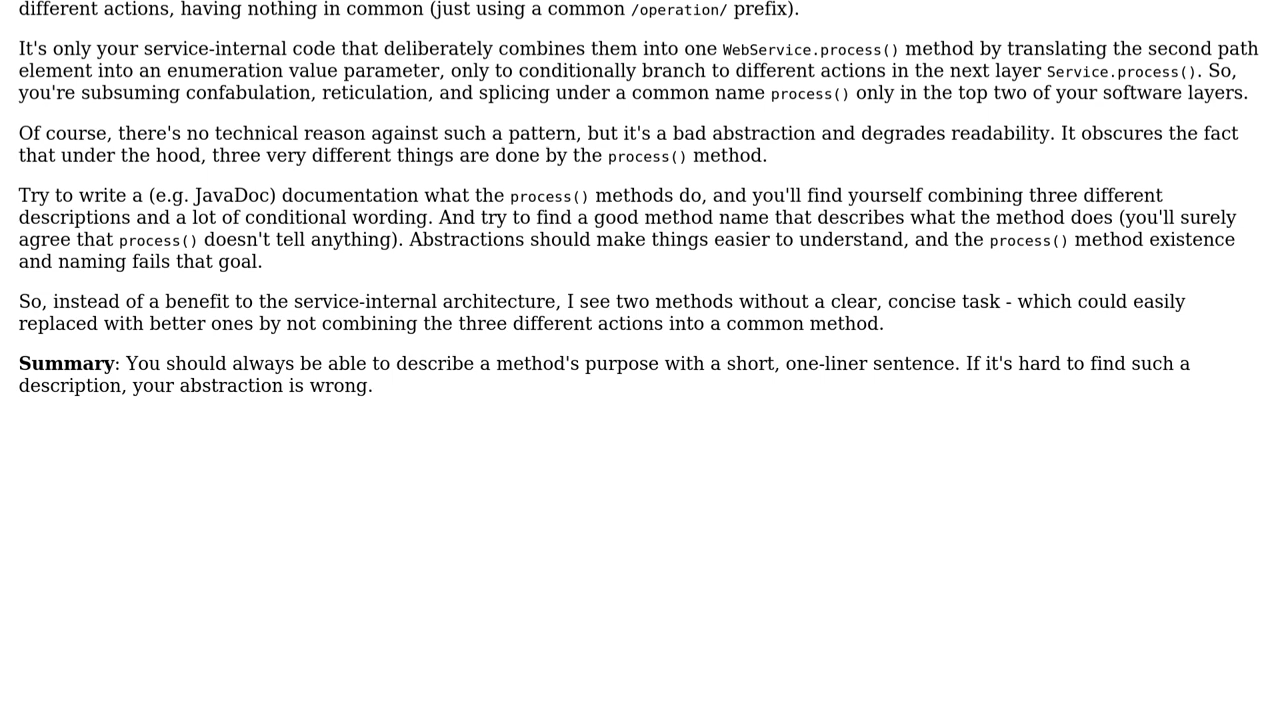 different actions, having nothing in common (just using a common /operation/ prefix).
It's only your service-internal code that deliberately combines them into one WebService.process() method by translating the second path
element into an enumeration value parameter, only to conditionally branch to different actions in the next layer Service.process(). So,
you're subsuming confabulation, reticulation, and splicing under a common name process() only in the top two of your software layers.
Of course, there's no technical reason against such a pattern, but it's a bad abstraction and degrades readability. It obscures the fact
that under the hood, three very different things are done by the process() method.
Try to write a (e.g. JavaDoc) documentation what the process() methods do, and you'll find yourself combining three different
descriptions and a lot of conditional wording. And try to find a good method name that describes what the method does (you'll surely
agree that process() doesn't tell anything). Abstractions should make things easier to understand, and the process() method existence
and naming fails that goal.
So, instead of a benefit to the service-internal architecture, I see two methods without a clear, concise task - which could easily
replaced with better ones by not combining the three different actions into a common method.
Summary: You should always be able to describe a method's purpose with a short, one-liner sentence. If it's hard to find such a
description, your abstraction is wrong.